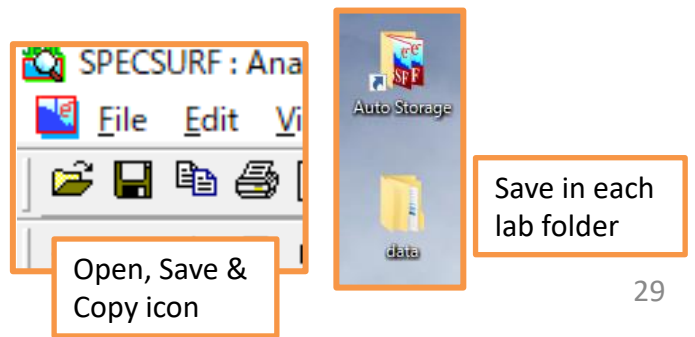 SPECSURF : Ana
File Edit Vi
Open, Save &
Copy icon
Auto Storage
data
Save in each
lab folder
29